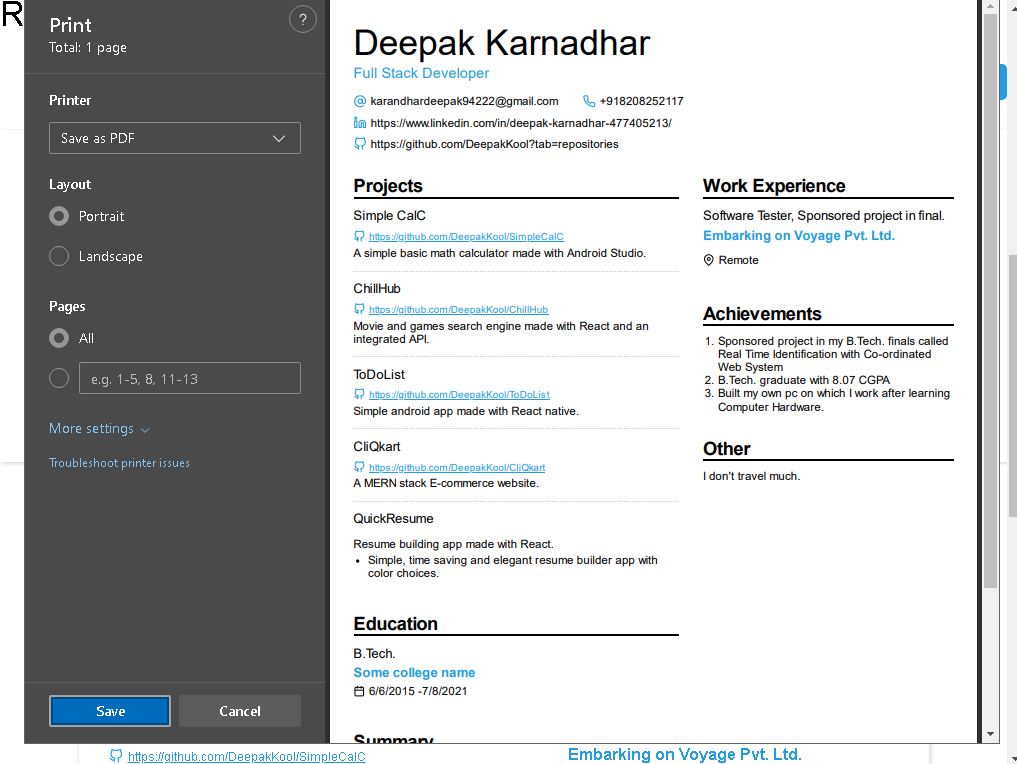 R
Print
Total: 1 page
?
Printer
Save as PDF
Layout
Portrait
Landscape
Pages
All
e.g. 1-5, 8, 11-13
More settings
Troubleshoot printer issues
Save
Cancel
Deepak Karnadhar
Full Stack Developer
karandhardeepak94222@gmail.com +918208252117
https://www.linkedin.com/in/deepak-karnadhar-477405213/
https://github.com/DeepakKool?tab=repositories
Projects
Simple CalC
https://github.com/DeepakKool/SimpleCalC
A simple basic math calculator made with Android Studio.
ChillHub
https://github.com/DeepakKool/ChillHub
Movie and games search engine made with React and an
integrated API.
ToDoList
https://github.com/DeepakKool/ToDoList
Simple android app made with React native.
CliQkart
https://github.com/DeepakKool/CliQkart
A MERN stack E-commerce website.
QuickResume
Resume building app made with React.
• Simple, time saving and elegant resume builder app with
color choices.
Education
B.Tech.
Some college name
6/6/2015 -7/8/2021
Summary
Work Experience
Software Tester, Sponsored project in final.
Embarking on Voyage Pvt. Ltd.
Remote
Achievements
1. Sponsored project in my B.Tech. finals called
Real Time Identification with Co-ordinated
Web System
2. B.Tech. graduate with 8.07 CGPA
3. Built my own pc on which I work after learning
Computer Hardware.
Other
I don't travel much.
https://github.com/DeepakKool/SimpleCalC
Embarking on Voyage Pvt. Ltd.